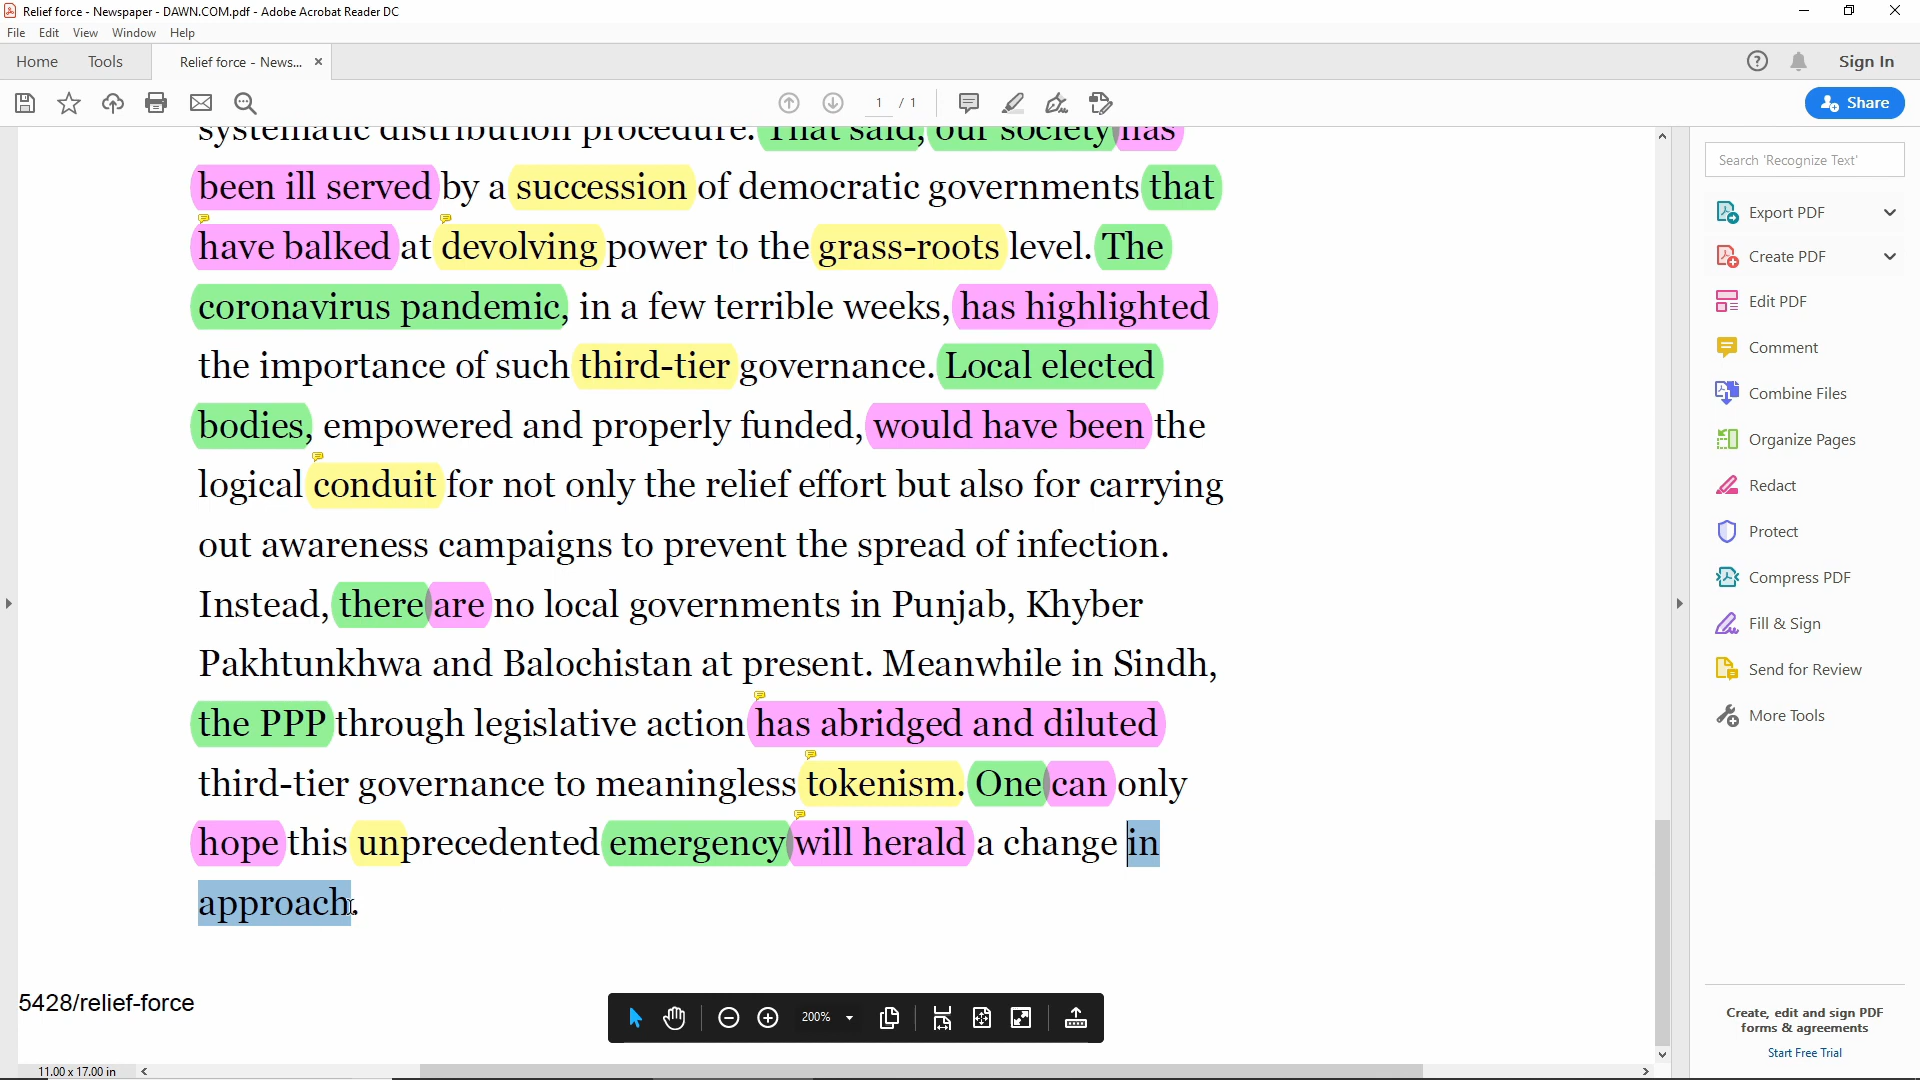 Relief force - Newspaper - DAWN.COM.pdf - Adobe Acrobat Reader DC
File Edit View Window Help
Home Tools Relief force - News... × Sign In
1 / 1 Share
systematic distribution procedure. That said, our society has
been ill served by a succession of democratic governments that
have balked at devolving power to the grass-roots level. The
coronavirus pandemic, in a few terrible weeks, has highlighted
the importance of such third-tier governance. Local elected
bodies, empowered and properly funded, would have been the
logical conduit for not only the relief effort but also for carrying
out awareness campaigns to prevent the spread of infection.
Instead, there are no local governments in Punjab, Khyber
Pakhtunkhwa and Balochistan at present. Meanwhile in Sindh,
the PPP through legislative action has abridged and diluted
third-tier governance to meaningless tokenism. One can only
hope this unprecedented emergency will herald a change in
approach.
5428/relief-force
200%
11.00 x 17.00 in
Search 'Recognize Text'
Export PDF
Create PDF
Edit PDF
Comment
Combine Files
Organize Pages
Redact
Protect
Compress PDF
Fill & Sign
Send for Review
More Tools
Create, edit and sign PDF
forms & agreements
Start Free Trial